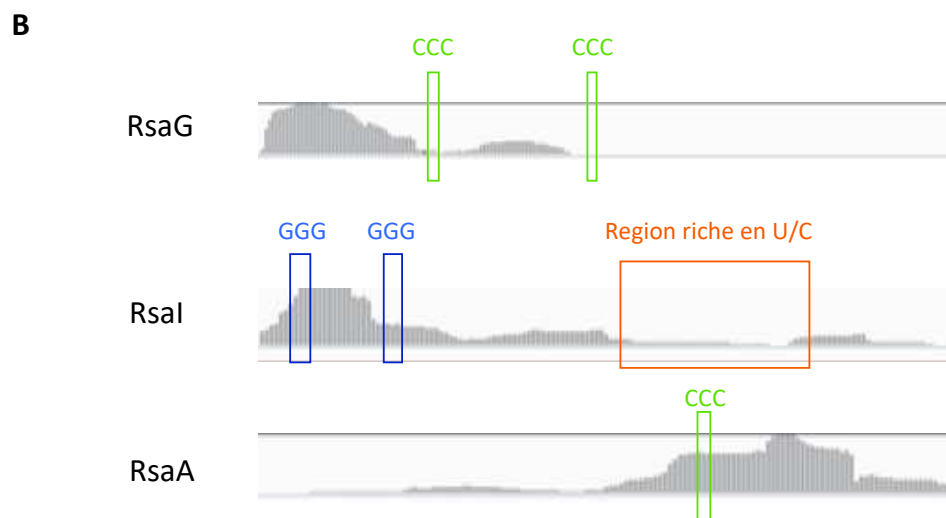 B
CCC CCC
RsaG
GGG GGG Region riche en U/C
RsaI
CCC
RsaA